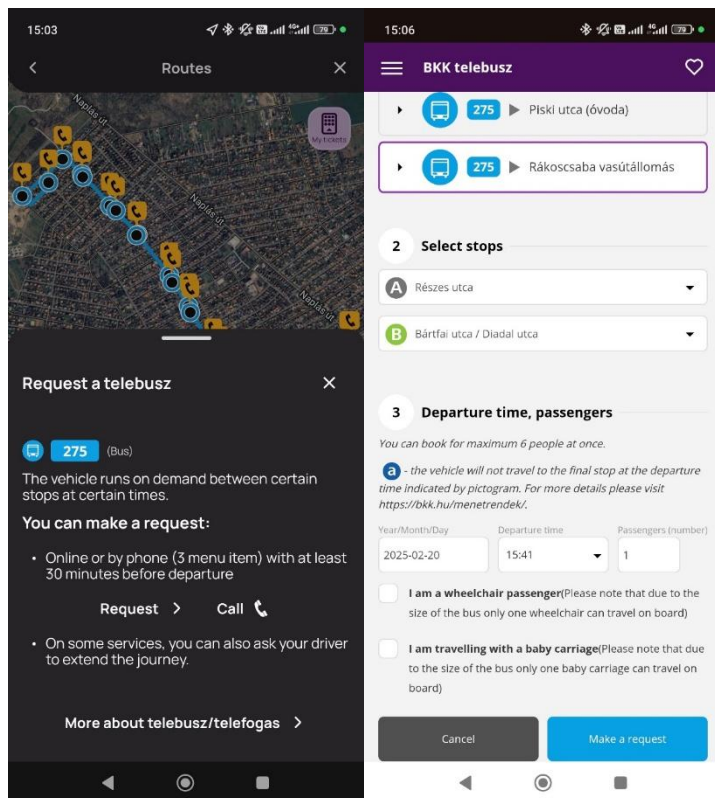 15:03
4G+
79
Routes
Naplás út
My tickets
Naplás út
Naplás út
Naplás út
Request a telebusz
275 (Bus)
The vehicle runs on demand between certain
stops at certain times.
You can make a request:
• Online or by phone (3 menu item) with at least
30 minutes before departure
Request > Call
• On some services, you can also ask your driver
to extend the journey.
More about telebusz/telefogas >
15:06
4G+
79
BKK telebusz
275 Piski utca (óvoda)
275 Rákoscsaba vasútállomás
2 Select stops
A Részes utca
B Bártfai utca / Diadal utca
3 Departure time, passengers
You can book for maximum 6 people at once.
a - the vehicle will not travel to the final stop at the departure
time indicated by pictogram. For more details please visit
https://bkk.hu/menetrendek/.
Year/Month/Day Departure time Passengers (number)
2025-02-20 15:41 1
I am a wheelchair passenger(Please note that due to the
size of the bus only one wheelchair can travel on board)
I am travelling with a baby carriage(Please note that due
to the size of the bus only one baby carriage can travel on
board)
Cancel Make a request